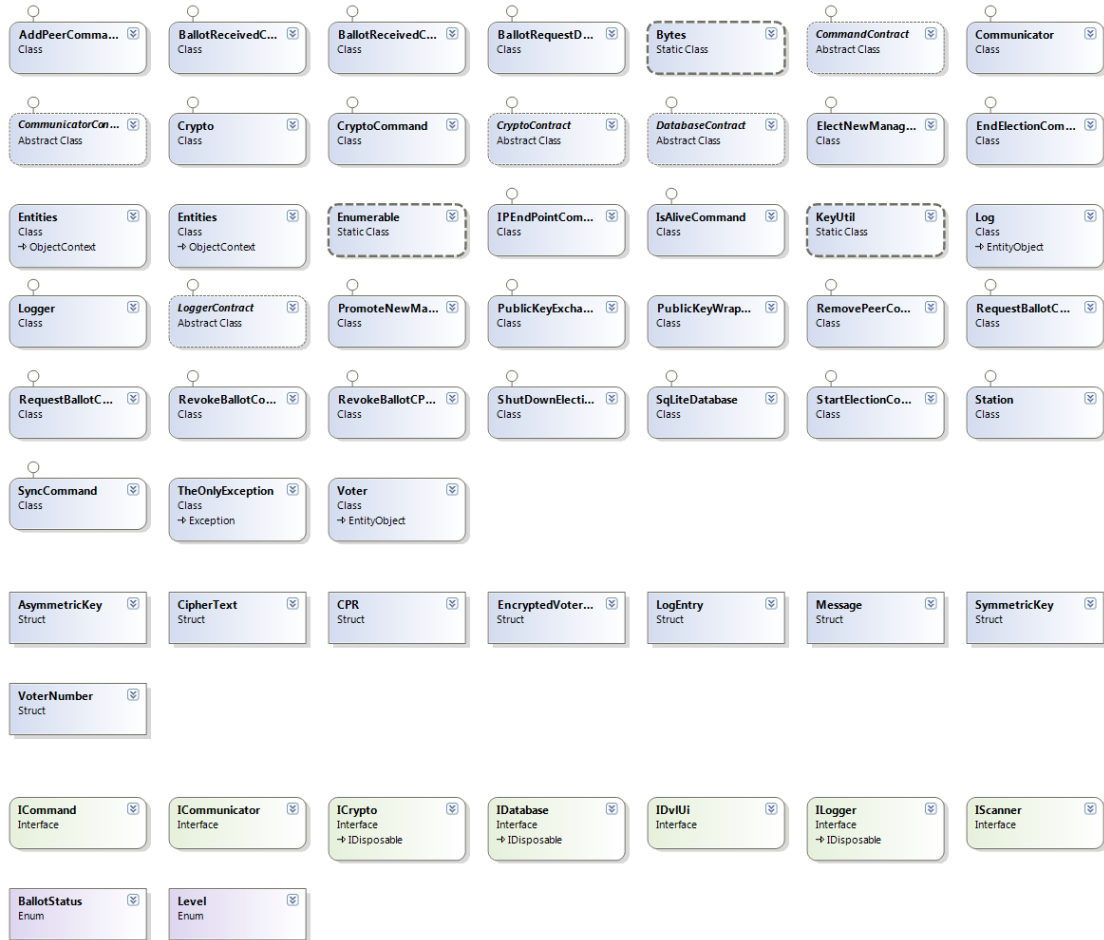 AddPeerComma...
Class
BallotReceivedC...
Class
BallotReceivedC...
Class
BallotRequestD...
Class
Bytes
Static Class
CommandContract
Abstract Class
Communicator
Class
CommunicatorCon...
Abstract Class
Crypto
Class
CryptoCommand
Class
CryptoContract
Abstract Class
DatabaseContract
Abstract Class
ElectNewManag...
Class
EndElectionCom...
Class
Entities
Class
ObjectContext
Entities
Class
ObjectContext
Enumerable
Static Class
IPEndPointCom...
Class
IsAliveCommand
Class
KeyUtil
Static Class
Log
Class
EntityObject
Logger
Class
LoggerContract
Abstract Class
PromoteNewMa...
Class
PublicKeyExcha...
Class
PublicKeyWrap...
Class
RemovePeerCo...
Class
RequestBallotC...
Class
RequestBallotC...
Class
RevokeBallotCo...
Class
RevokeBallotCP...
Class
ShutDownElecti...
Class
SqLiteDatabase
Class
StartElectionCo...
Class
Station
Class
SyncCommand
Class
TheOnlyException
Class
Exception
Voter
Class
EntityObject
AsymmetricKey
Struct
CipherText
Struct
CPR
Struct
EncryptedVoter...
Struct
LogEntry
Struct
Message
Struct
SymmetricKey
Struct
VoterNumber
Struct
ICommand
Interface
ICommunicator
Interface
ICrypto
Interface
IDisposable
IDatabase
Interface
IDisposable
IDvlUi
Interface
ILogger
Interface
IDisposable
IScanner
Interface
BallotStatus
Enum
Level
Enum